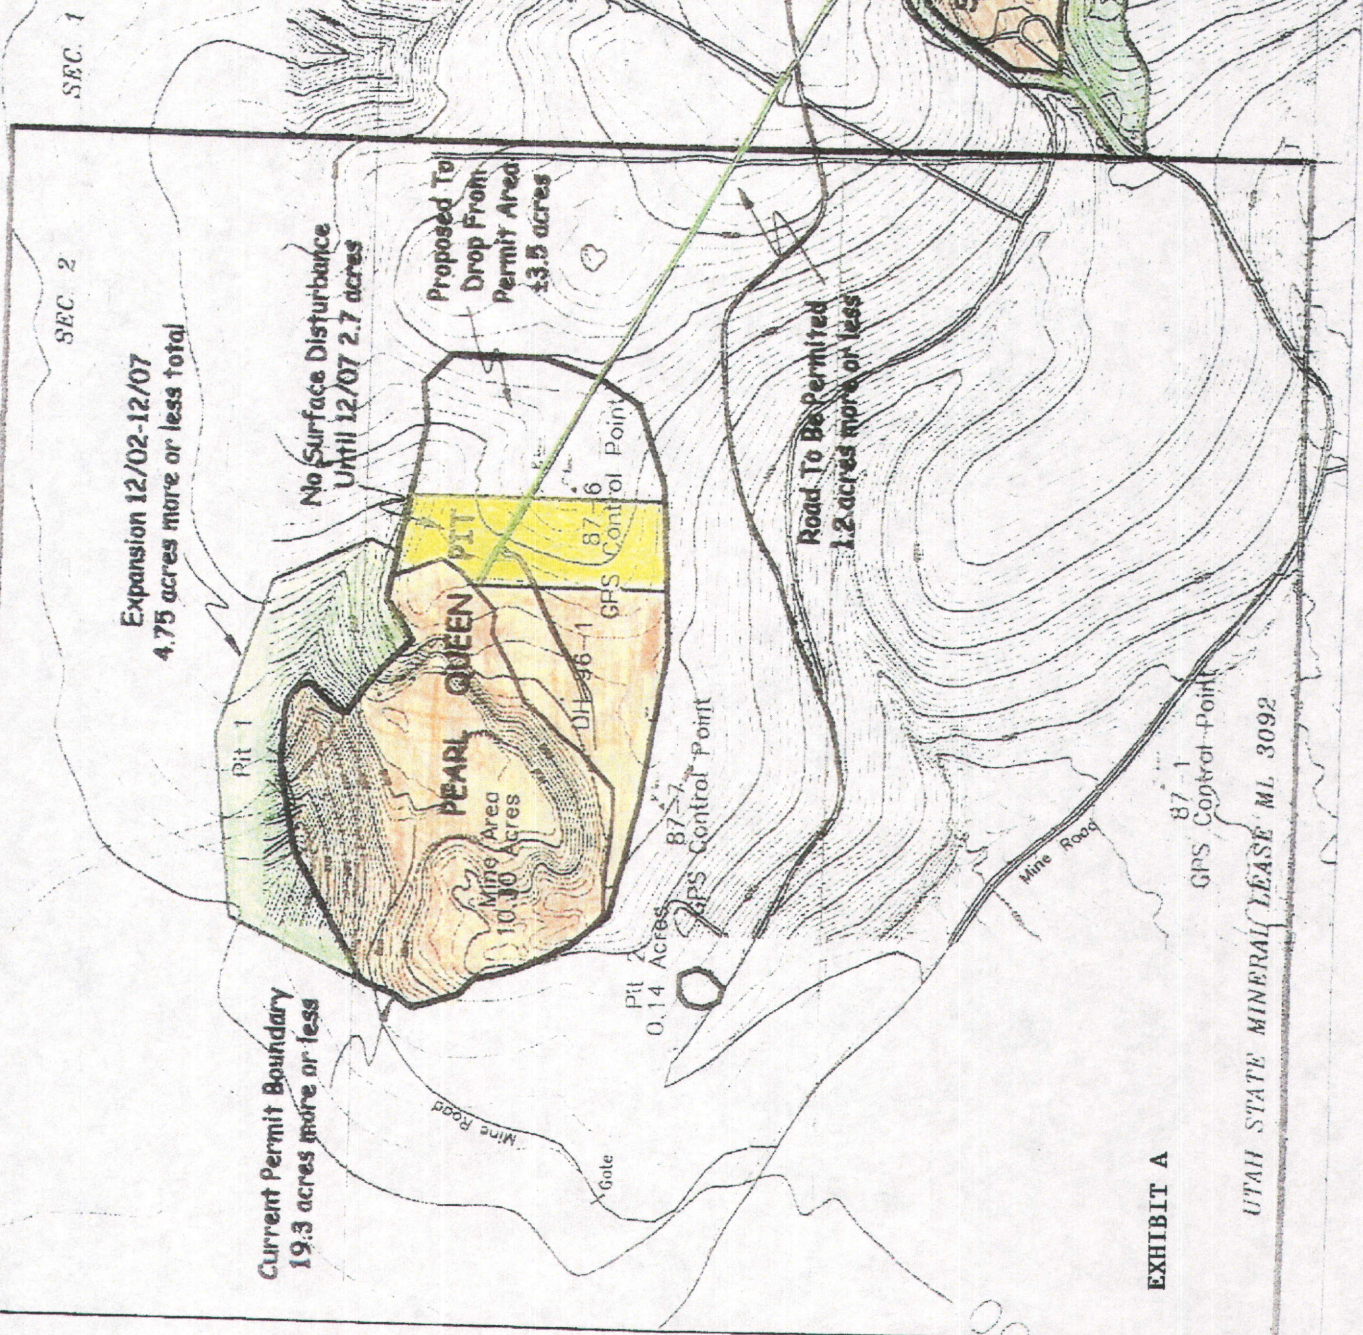 SEC. 1
SEC. 2
Expansion 12/02-12/07
4.75 acres more or less total
No Surface Disturbance
Until 12/07 2.7 acres
Proposed To
Drop From
Permit Area
±3.5 acres
Road To Be Permited
1.2 acres more or less
Pit 1
PEARL QUEEN PIT
Mine Area
10.10 Acres
DH-96-1
87-6
GPS Control Point
87-7
GPS Control Point
87-1
GPS Control Point
Pit
0.14 Acres
Current Permit Boundary
19.3 acres more or less
Mine Road
Gate
Mine Road
EXHIBIT A
UTAH STATE MINERAL LEASE ML 3092